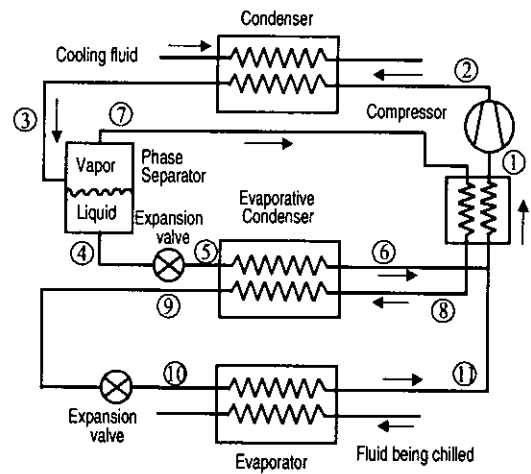 Condenser
Cooling fluid
②
Compressor
③
⑦
①
Vapor
Phase
Separator
Liquid
Expansion
valve
Evaporative
Condenser
④
⑤
⑥
⑨
⑧
⑩
⑪
Expansion
valve
Evaporator
Fluid being chilled